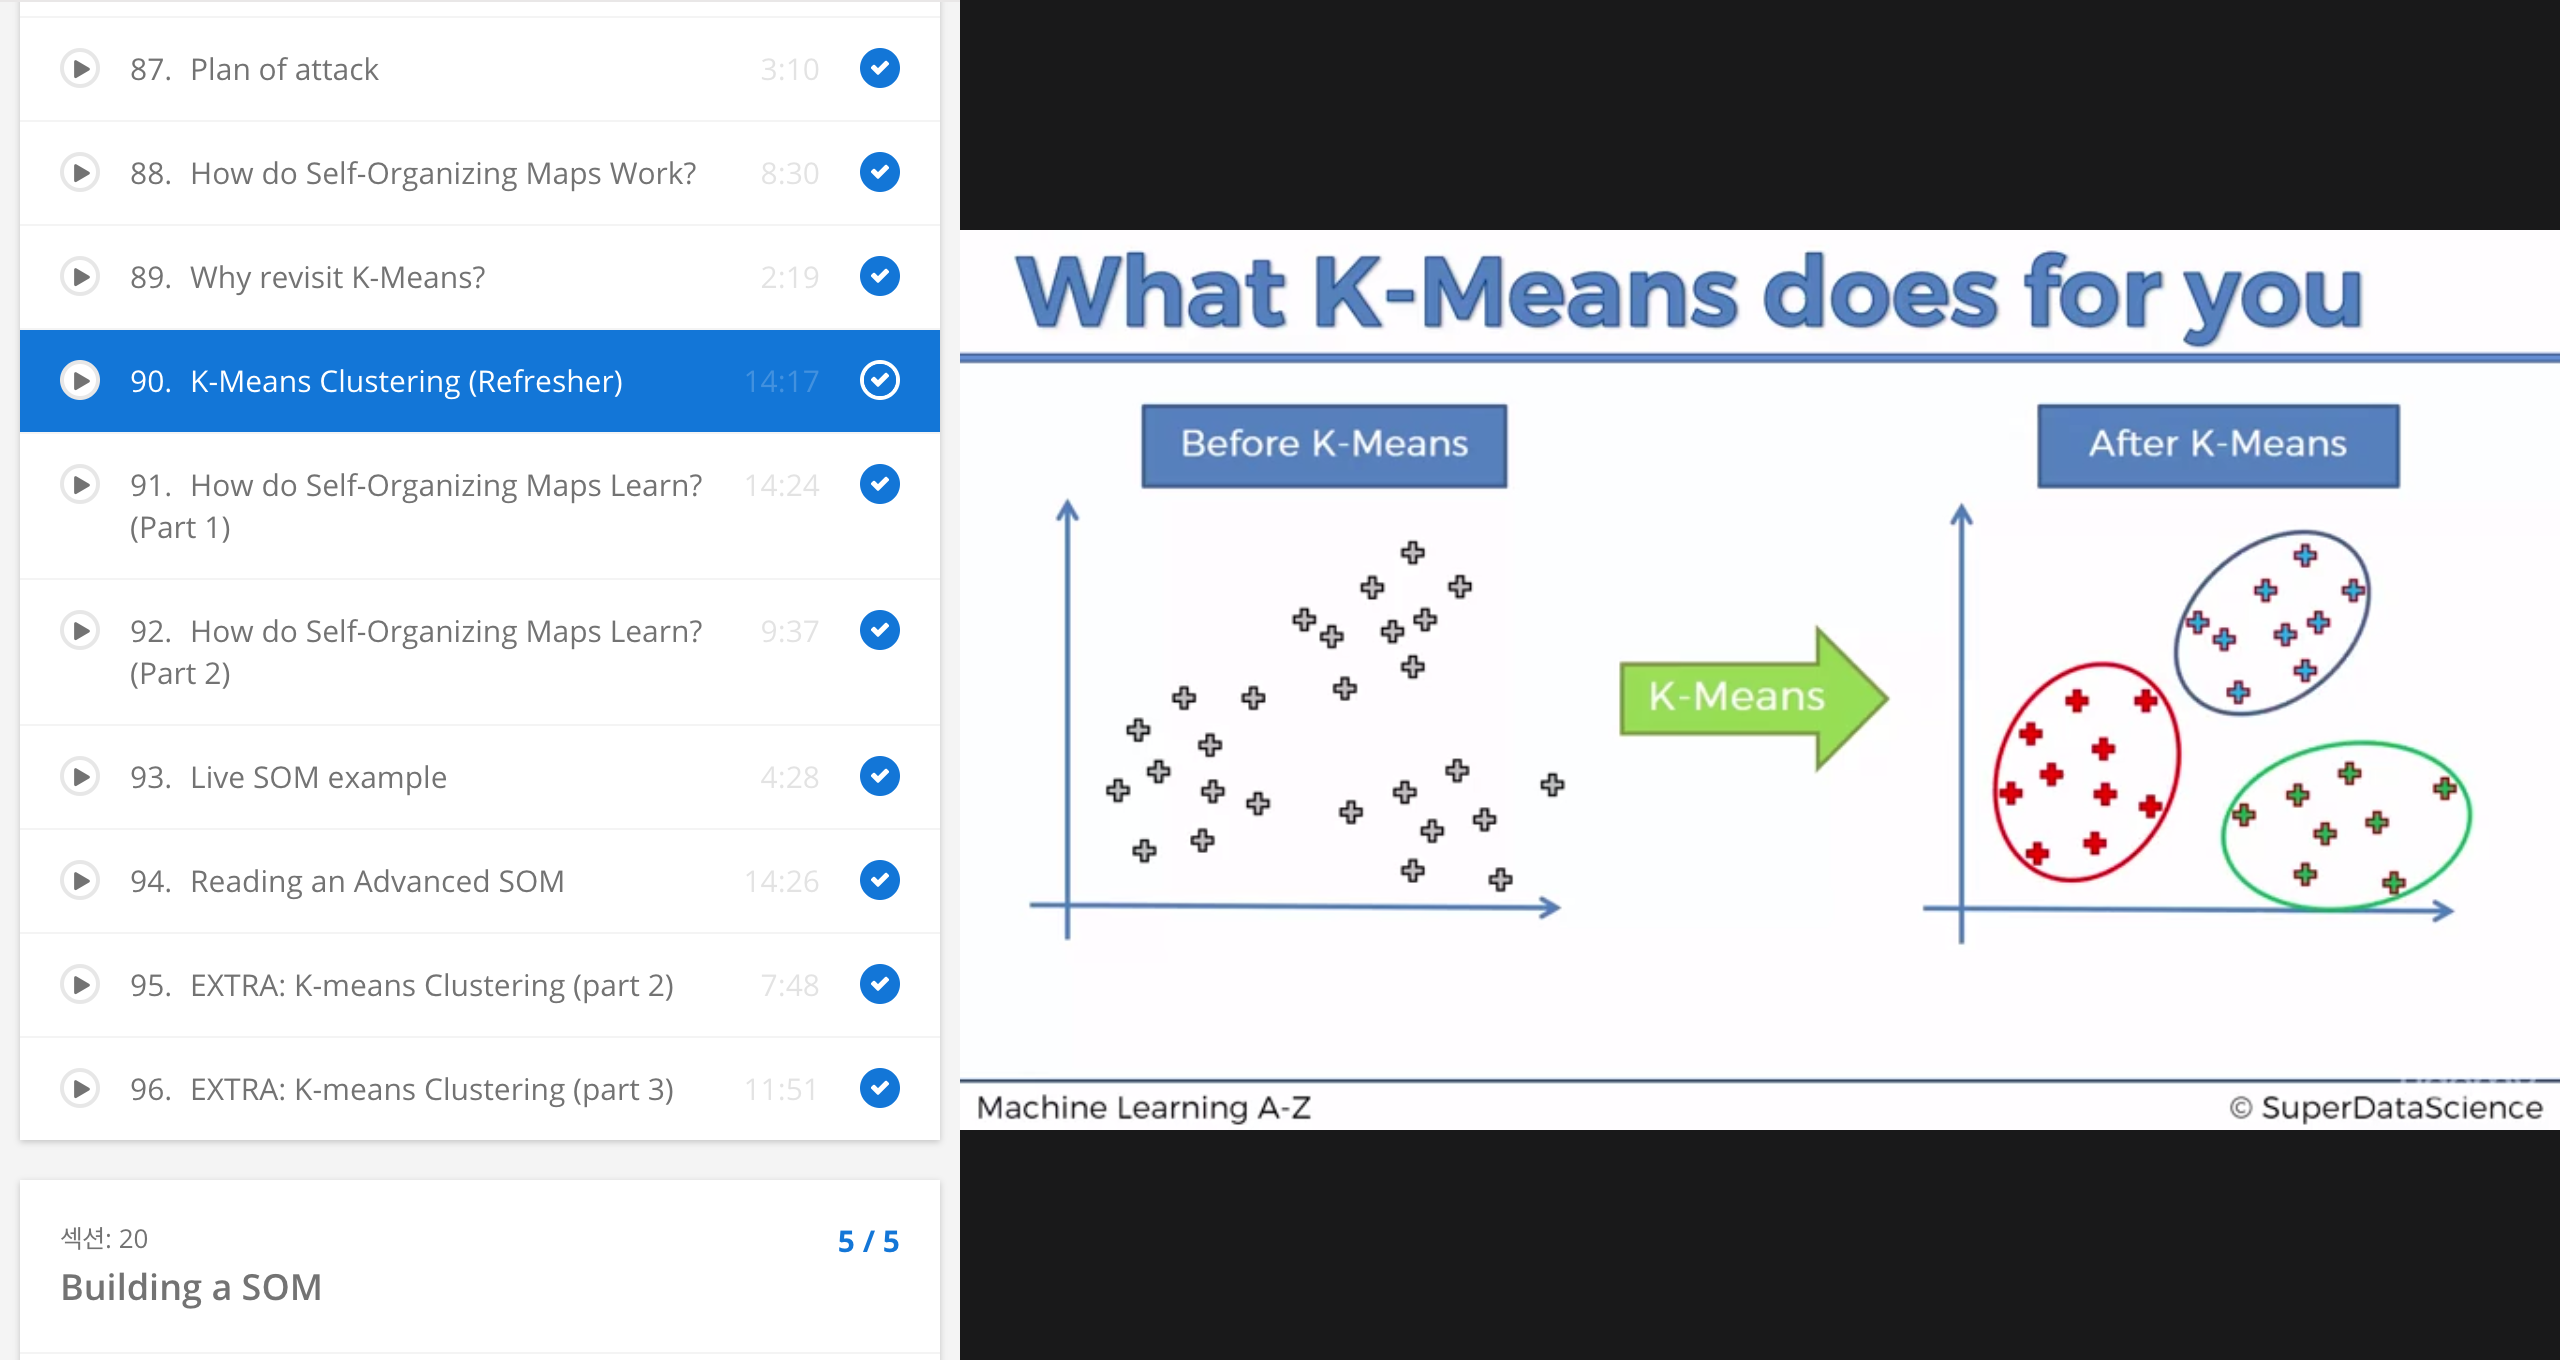 87. Plan of attack 3:10
88. How do Self-Organizing Maps Work? 8:30
89. Why revisit K-Means? 2:19
90. K-Means Clustering (Refresher) 14:17
91. How do Self-Organizing Maps Learn? 14:24
(Part 1)
92. How do Self-Organizing Maps Learn? 9:37
(Part 2)
93. Live SOM example 4:28
94. Reading an Advanced SOM 14:26
95. EXTRA: K-means Clustering (part 2) 7:48
96. EXTRA: K-means Clustering (part 3) 11:51
섹션: 20 5 / 5
Building a SOM
What K-Means does for you
Before K-Means
After K-Means
K-Means
Machine Learning A-Z
© SuperDataScience